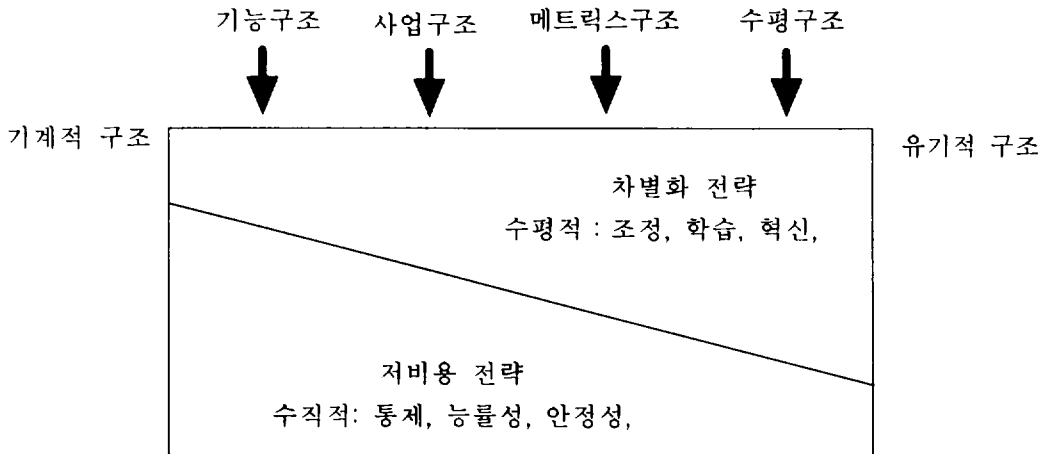 기능구조 사업구조 메트릭스구조 수평구조
기계적 구조
유기적 구조
차별화 전략
수평적 : 조정, 학습, 혁신,
저비용 전략
수직적: 통제, 능률성, 안정성,